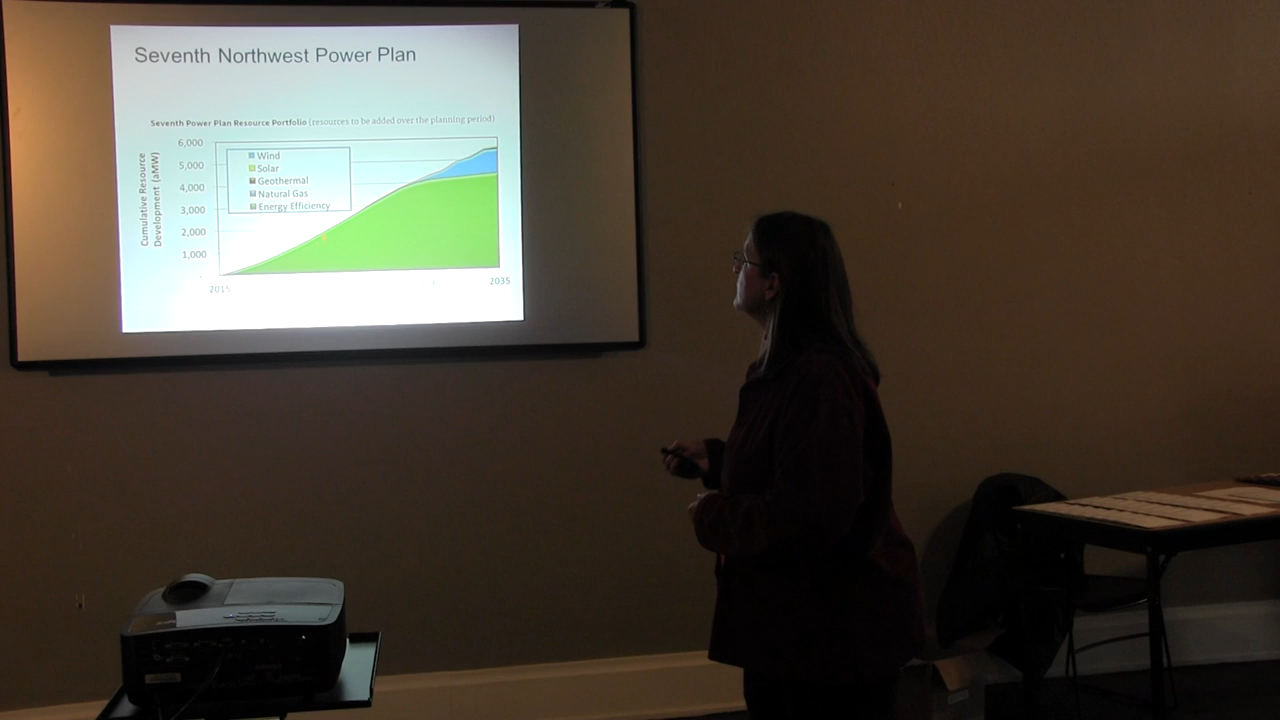 Seventh Northwest Power Plan
Seventh Power Plan Resource Portfolio (resources to be added over the planning period)
Cumulative Resource
Development (aMW)
6,000
5,000
4,000
3,000
2,000
1,000
-
Wind
Solar
Geothermal
Natural Gas
Energy Efficiency
2015
2035